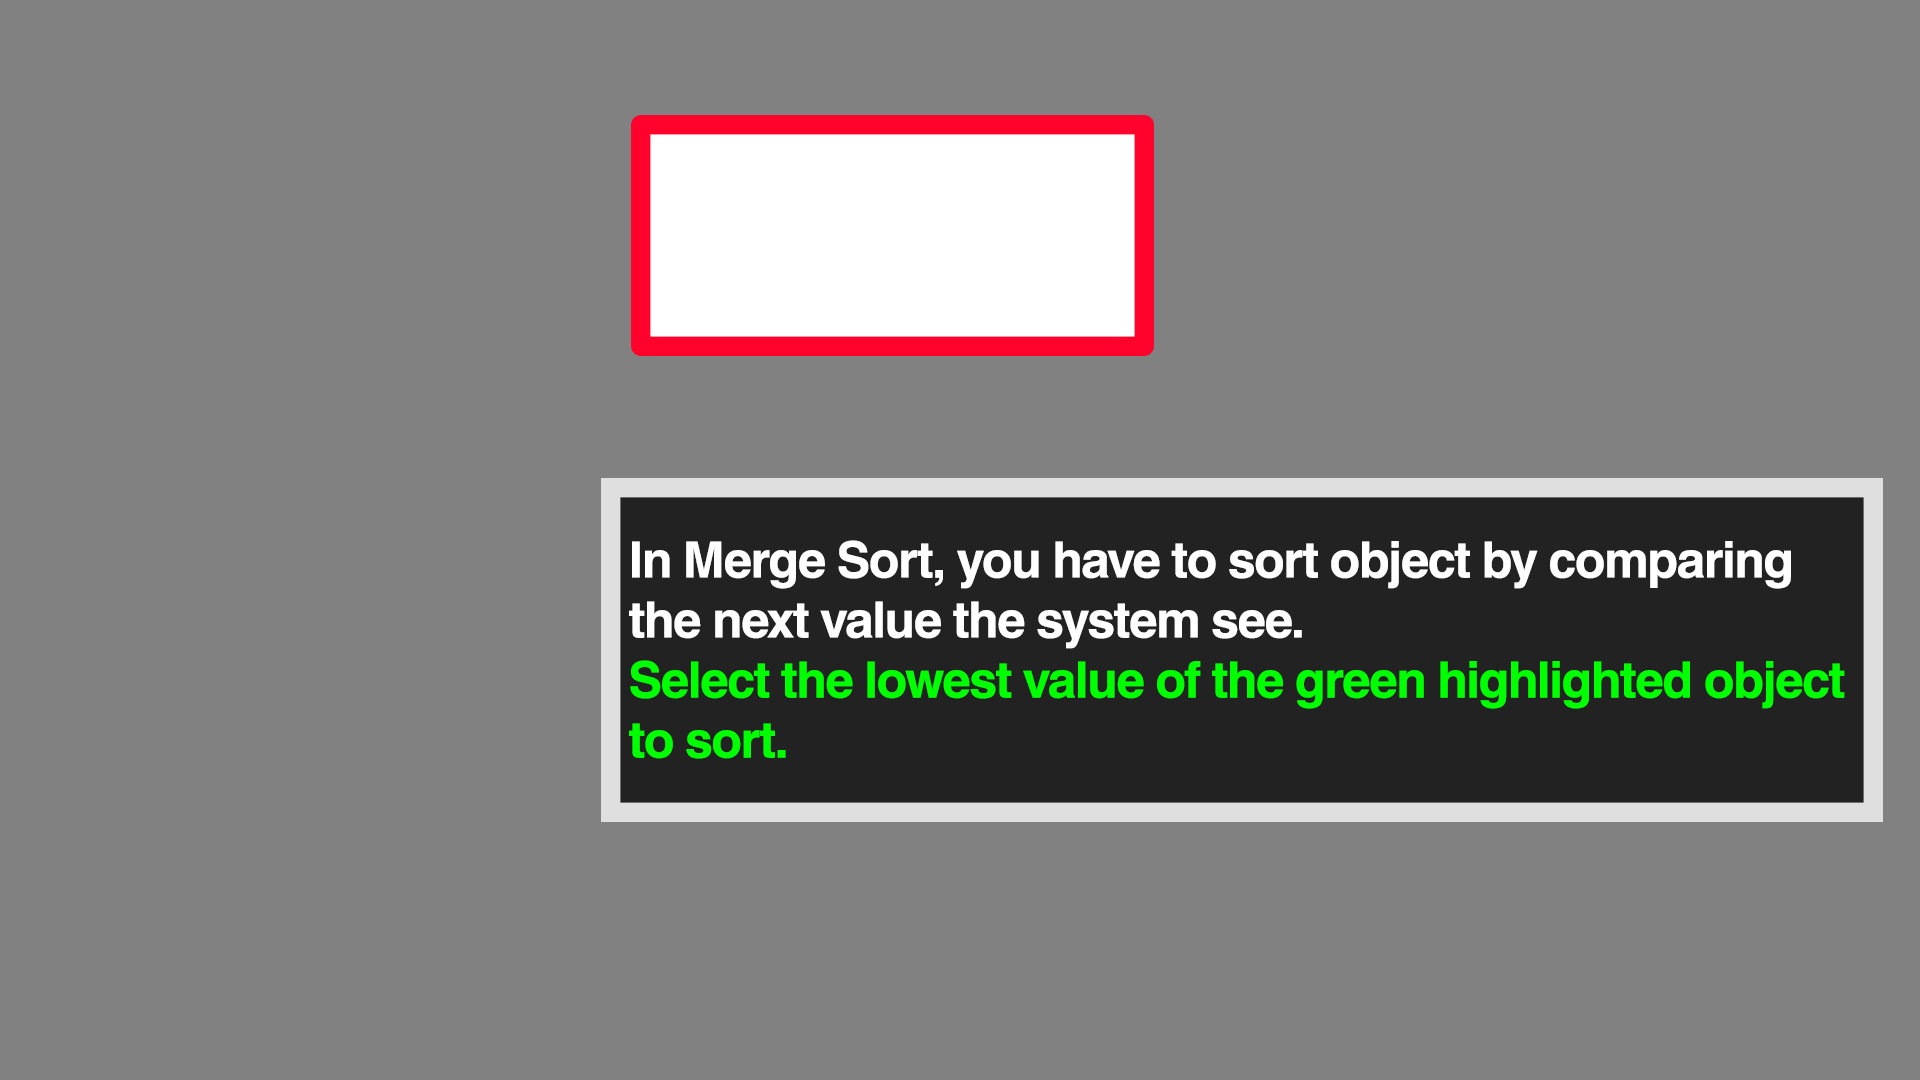 In Merge Sort, you have to sort object by comparing
the next value the system see.
Select the lowest value of the green highlighted object
to sort.